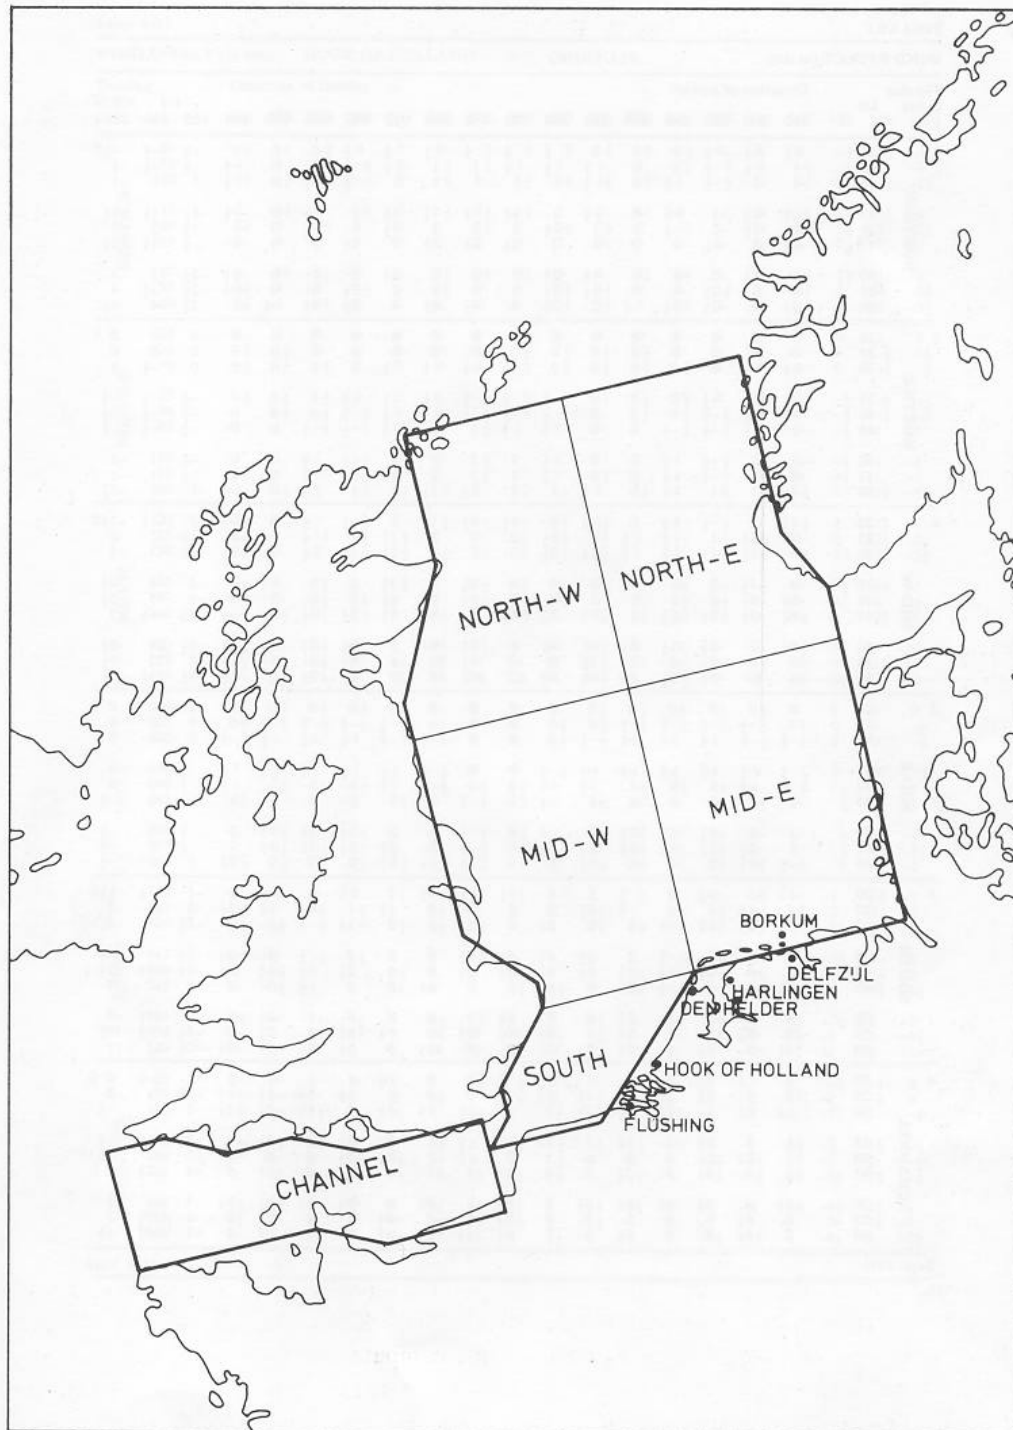 NORTH-W
NORTH-E
MID-W
MID-E
BORKUM
DELFZUL
HARLINGEN
DEN HELDER
SOUTH
HOOK OF HOLLAND
FLUSHING
CHANNEL